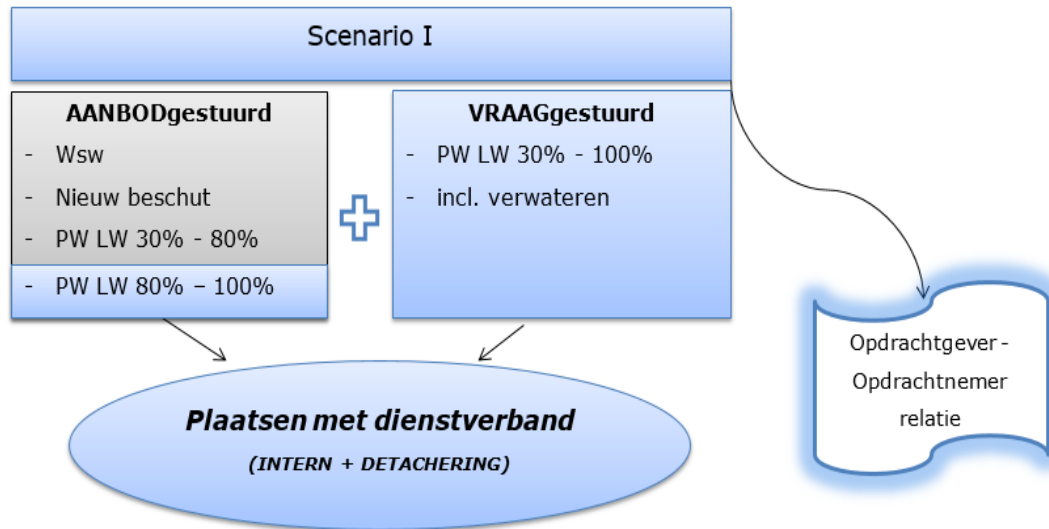 Scenario I
AANBODgestuurd
- Wsw
- Nieuw beschut
- PW LW 30% - 80%
- PW LW 80% – 100%
VRAAGgestuurd
- PW LW 30% - 100%
- incl. verwateren
Plaatsen met dienstverband
(INTERN + DETACHERING)
Opdrachtgever -
Opdrachtnemer
relatie